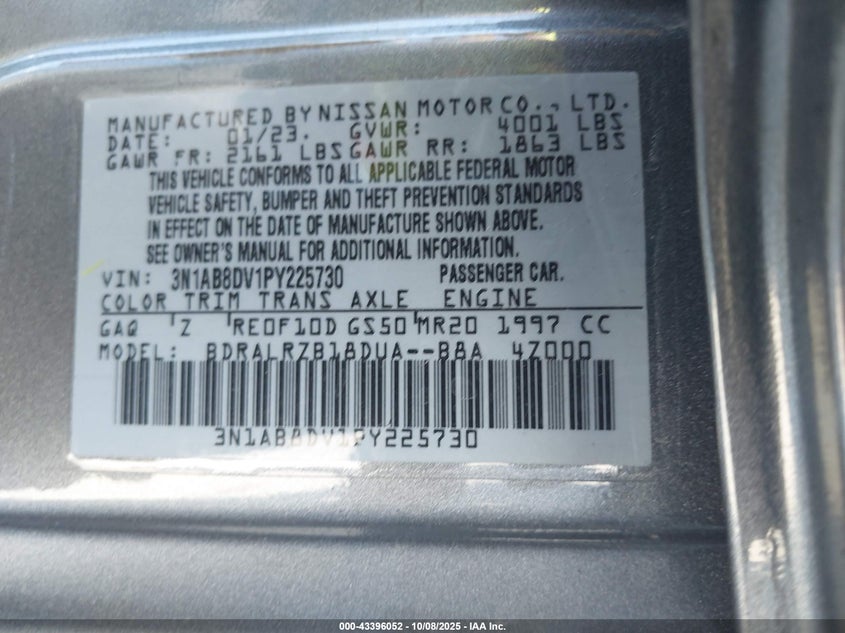 MANUFACTURED BY NISSAN MOTOR CO., LTD.
DATE: 01/23. GVWR: 4001 LBS
GAWR FR: 2161 LBS GAWR RR: 1863 LBS
THIS VEHICLE CONFORMS TO ALL APPLICABLE FEDERAL MOTOR
VEHICLE SAFETY, BUMPER AND THEFT PREVENTION STANDARDS
IN EFFECT ON THE DATE OF MANUFACTURE SHOWN ABOVE.
SEE OWNER'S MANUAL FOR ADDITIONAL INFORMATION.
VIN: 3N1AB8DV1PY225730 PASSENGER CAR.
COLOR TRIM TRANS AXLE ENGINE
GAQ Z RE0F10D GS50 MR20 1997 CC
MODEL: BDRALRZB18DUA--B8A 4Z000
3N1AB8DV1PY225730
000-43396052 - 10/08/2025 - IAA Inc.